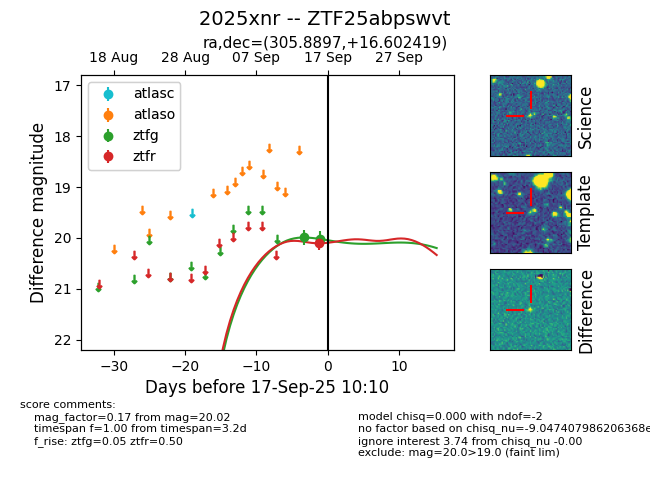 2025xnr -- ZTF25abpswvt
ra,dec=(305.8897,+16.602419)
18 Aug 28 Aug 07 Sep 17 Sep 27 Sep
17
18
19
20
21
22
Difference magnitude
atlasc
atlaso
ztfg
ztfr
−30 −20 −10 0 10
Days before 17-Sep-25 10:10
Science
Template
Difference
score comments:
mag_factor=0.17 from mag=20.02
timespan f=1.00 from timespan=3.2d
f_rise: ztfg=0.05 ztfr=0.50
model chisq=0.000 with ndof=-2
no factor based on chisq_nu=-9.047407986206368e
ignore interest 3.74 from chisq_nu -0.00
exclude: mag=20.0>19.0 (faint lim)